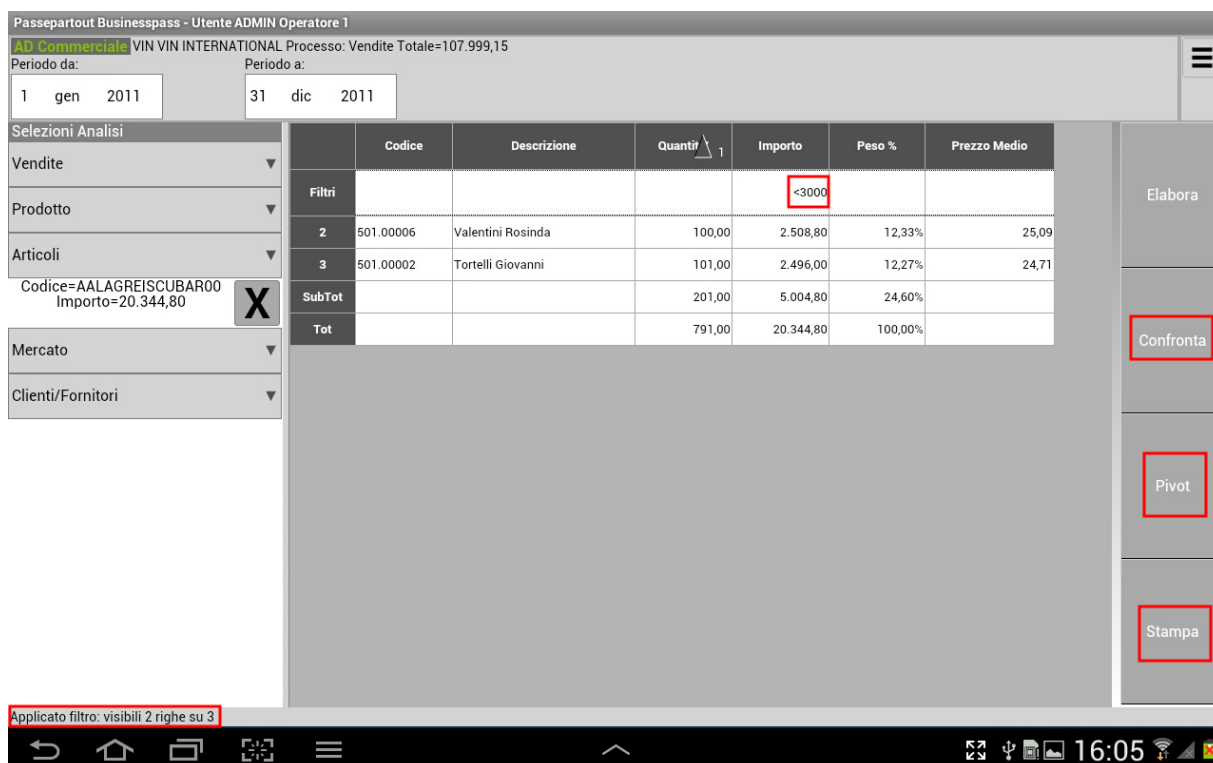 Passepartout Businesspass - Utente ADMIN Operatore 1
AD Commerciale VIN VIN INTERNATIONAL Processo: Vendite Totale=107.999,15
Periodo da: Periodo a:
1 gen 2011 31 dic 2011
Selezioni Analisi
Vendite
Prodotto
Articoli
Codice=AALAGREISCUBAR00
Importo=20.344,80
X
Mercato
Clienti/Fornitori
Codice Descrizione 1 Importo Peso % Prezzo Medio
Filtri <3000
2 501.00006 Valentini Rosinda 100,00 2.508,80 12,33% 25,09
3 501.00002 Tortelli Giovanni 101,00 2.496,00 12,27% 24,71
SubTot 201,00 5.004,80 24,60%
Tot 791,00 20.344,80 100,00%
Elabora
Confronta
Pivot
Stampa
Applicato filtro: visibili 2 righe su 3
16:05